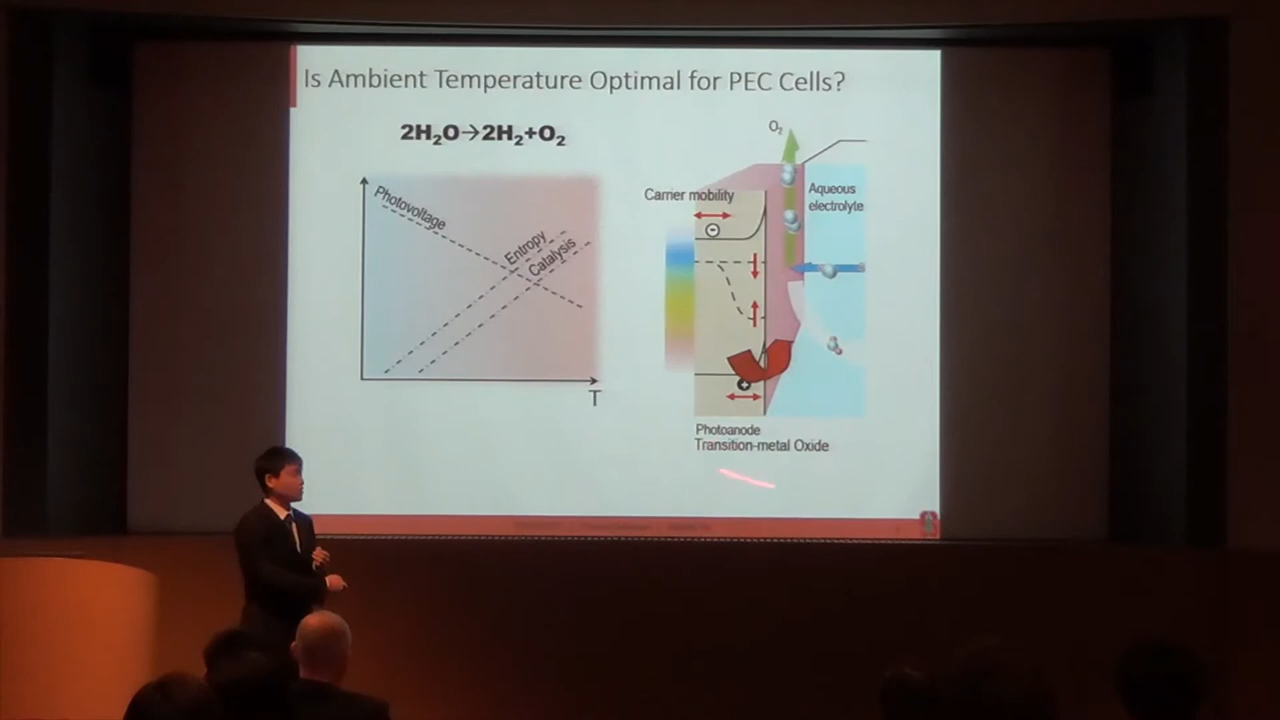 Is Ambient Temperature Optimal for PEC Cells?
2H₂O→2H₂+O₂
Photovoltage
Entropy
Catalysis
T
O₂
Carrier mobility
Aqueous
electrolyte
Photoanode
Transition-metal Oxide